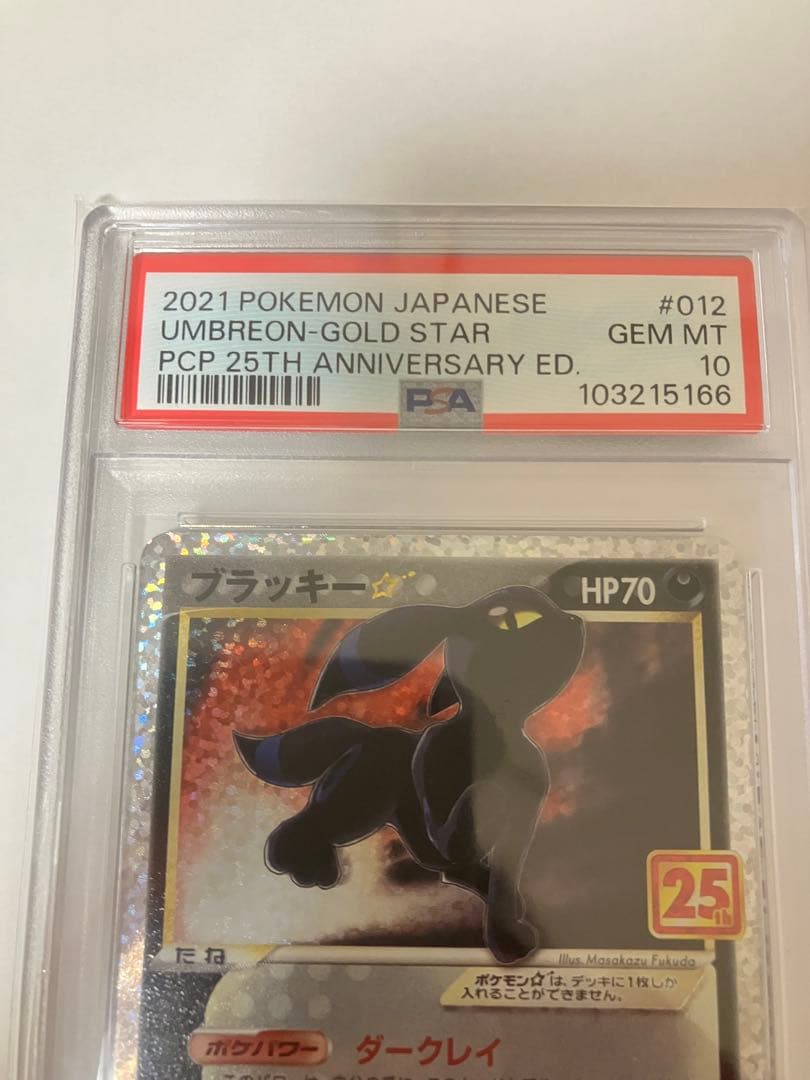 2021 POKEMON JAPANESE #012
UMBREON-GOLD STAR GEM MT
PCP 25TH ANNIVERSARY ED. 10
PSA 103215166
ブラッキー☆ HP70
25th
たね Illus. Masakazu Fukuda
ポケモン☆は、デッキに1枚しか
入れることができません。
ポケパワー ダークレイ